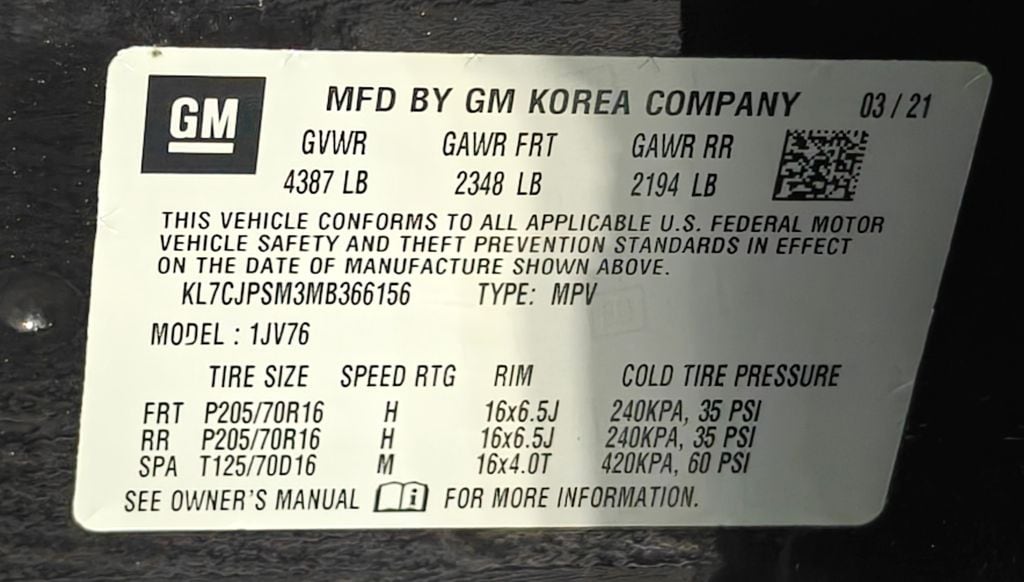 GM
MFD BY GM KOREA COMPANY 03 / 21
GVWR GAWR FRT GAWR RR
4387 LB 2348 LB 2194 LB
THIS VEHICLE CONFORMS TO ALL APPLICABLE U.S. FEDERAL MOTOR
VEHICLE SAFETY AND THEFT PREVENTION STANDARDS IN EFFECT
ON THE DATE OF MANUFACTURE SHOWN ABOVE.
KL7CJPSM3MB366156 TYPE: MPV
MODEL : 1JV76
TIRE SIZE SPEED RTG RIM COLD TIRE PRESSURE
FRT P205/70R16 H 16x6.5J 240KPA, 35 PSI
RR P205/70R16 H 16x6.5J 240KPA, 35 PSI
SPA T125/70D16 M 16x4.0T 420KPA, 60 PSI
SEE OWNER'S MANUAL i FOR MORE INFORMATION.